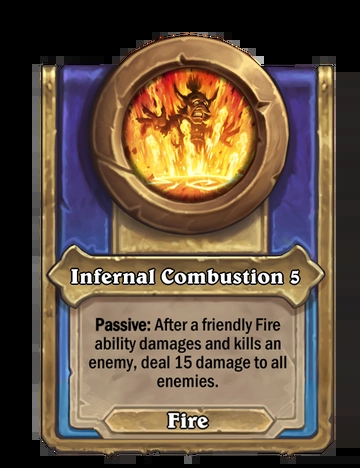 Infernal Combustion 5
Passive: After a friendly Fire
ability damages and kills an
enemy, deal 15 damage to all
enemies.
Fire